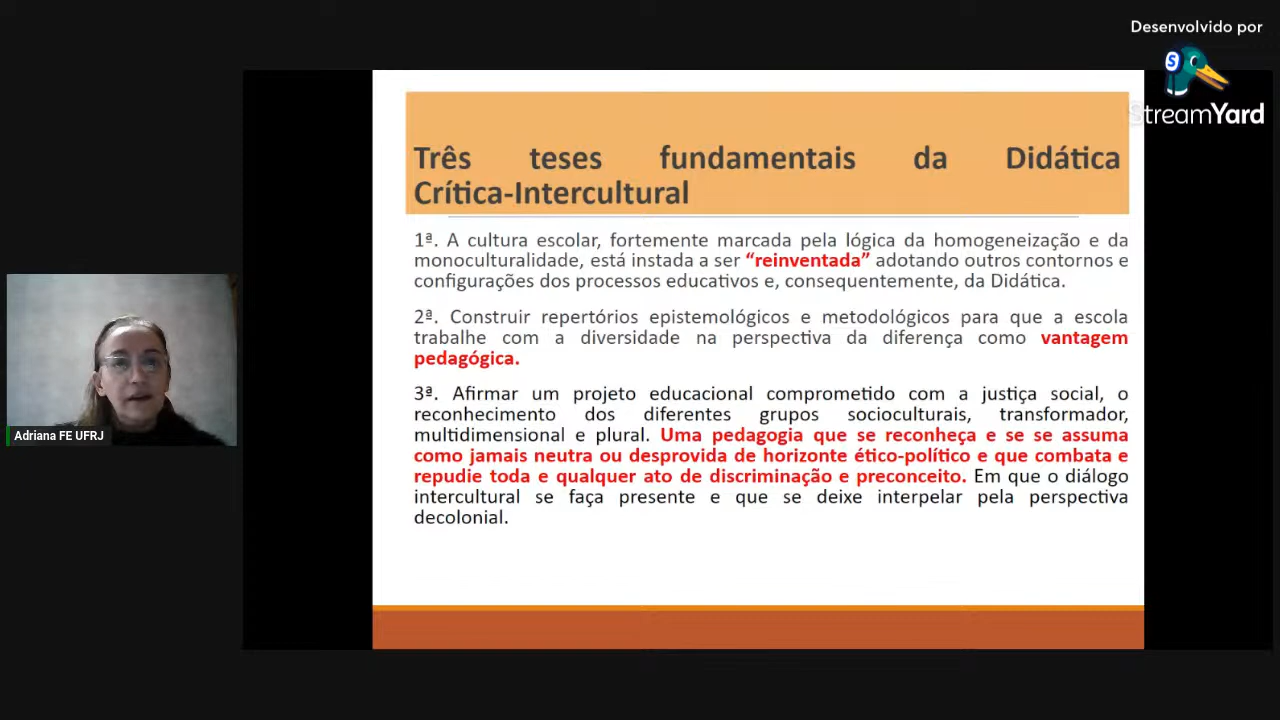 Desenvolvido por
StreamYard
Três teses fundamentais da Didática
Crítica-Intercultural
1ª. A cultura escolar, fortemente marcada pela lógica da homogeneização e da
monoculturalidade, está instada a ser “reinventada” adotando outros contornos e
configurações dos processos educativos e, consequentemente, da Didática.
2ª. Construir repertórios epistemológicos e metodológicos para que a escola
trabalhe com a diversidade na perspectiva da diferença como vantagem
pedagógica.
3ª. Afirmar um projeto educacional comprometido com a justiça social, o
reconhecimento dos diferentes grupos socioculturais, transformador,
multidimensional e plural. Uma pedagogia que se reconheça e se se assuma
como jamais neutra ou desprovida de horizonte ético-político e que combata e
repudie toda e qualquer ato de discriminação e preconceito. Em que o diálogo
intercultural se faça presente e que se deixe interpelar pela perspectiva
decolonial.
Adriana FE UFRJ